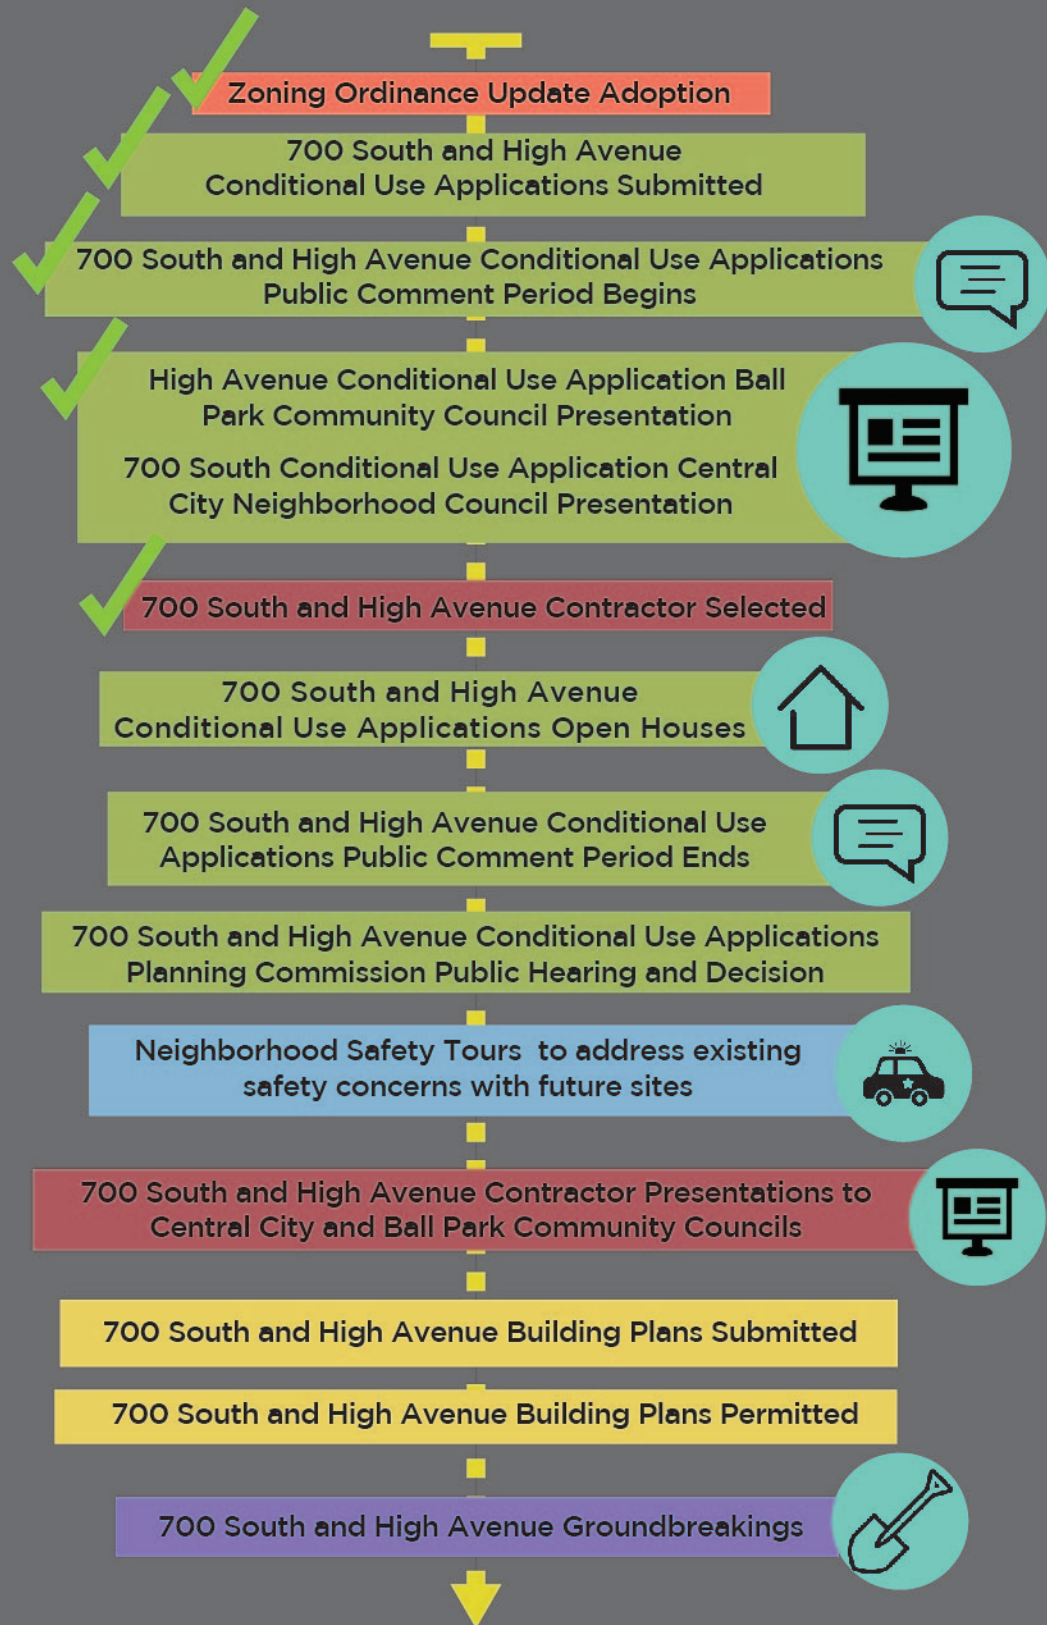 Zoning Ordinance Update Adoption
700 South and High Avenue
Conditional Use Applications Submitted
700 South and High Avenue Conditional Use Applications
Public Comment Period Begins
High Avenue Conditional Use Application Ball
Park Community Council Presentation
700 South Conditional Use Application Central
City Neighborhood Council Presentation
700 South and High Avenue Contractor Selected
700 South and High Avenue
Conditional Use Applications Open Houses
700 South and High Avenue Conditional Use
Applications Public Comment Period Ends
700 South and High Avenue Conditional Use Applications
Planning Commission Public Hearing and Decision
Neighborhood Safety Tours to address existing
safety concerns with future sites
700 South and High Avenue Contractor Presentations to
Central City and Ball Park Community Councils
700 South and High Avenue Building Plans Submitted
700 South and High Avenue Building Plans Permitted
700 South and High Avenue Groundbreakings